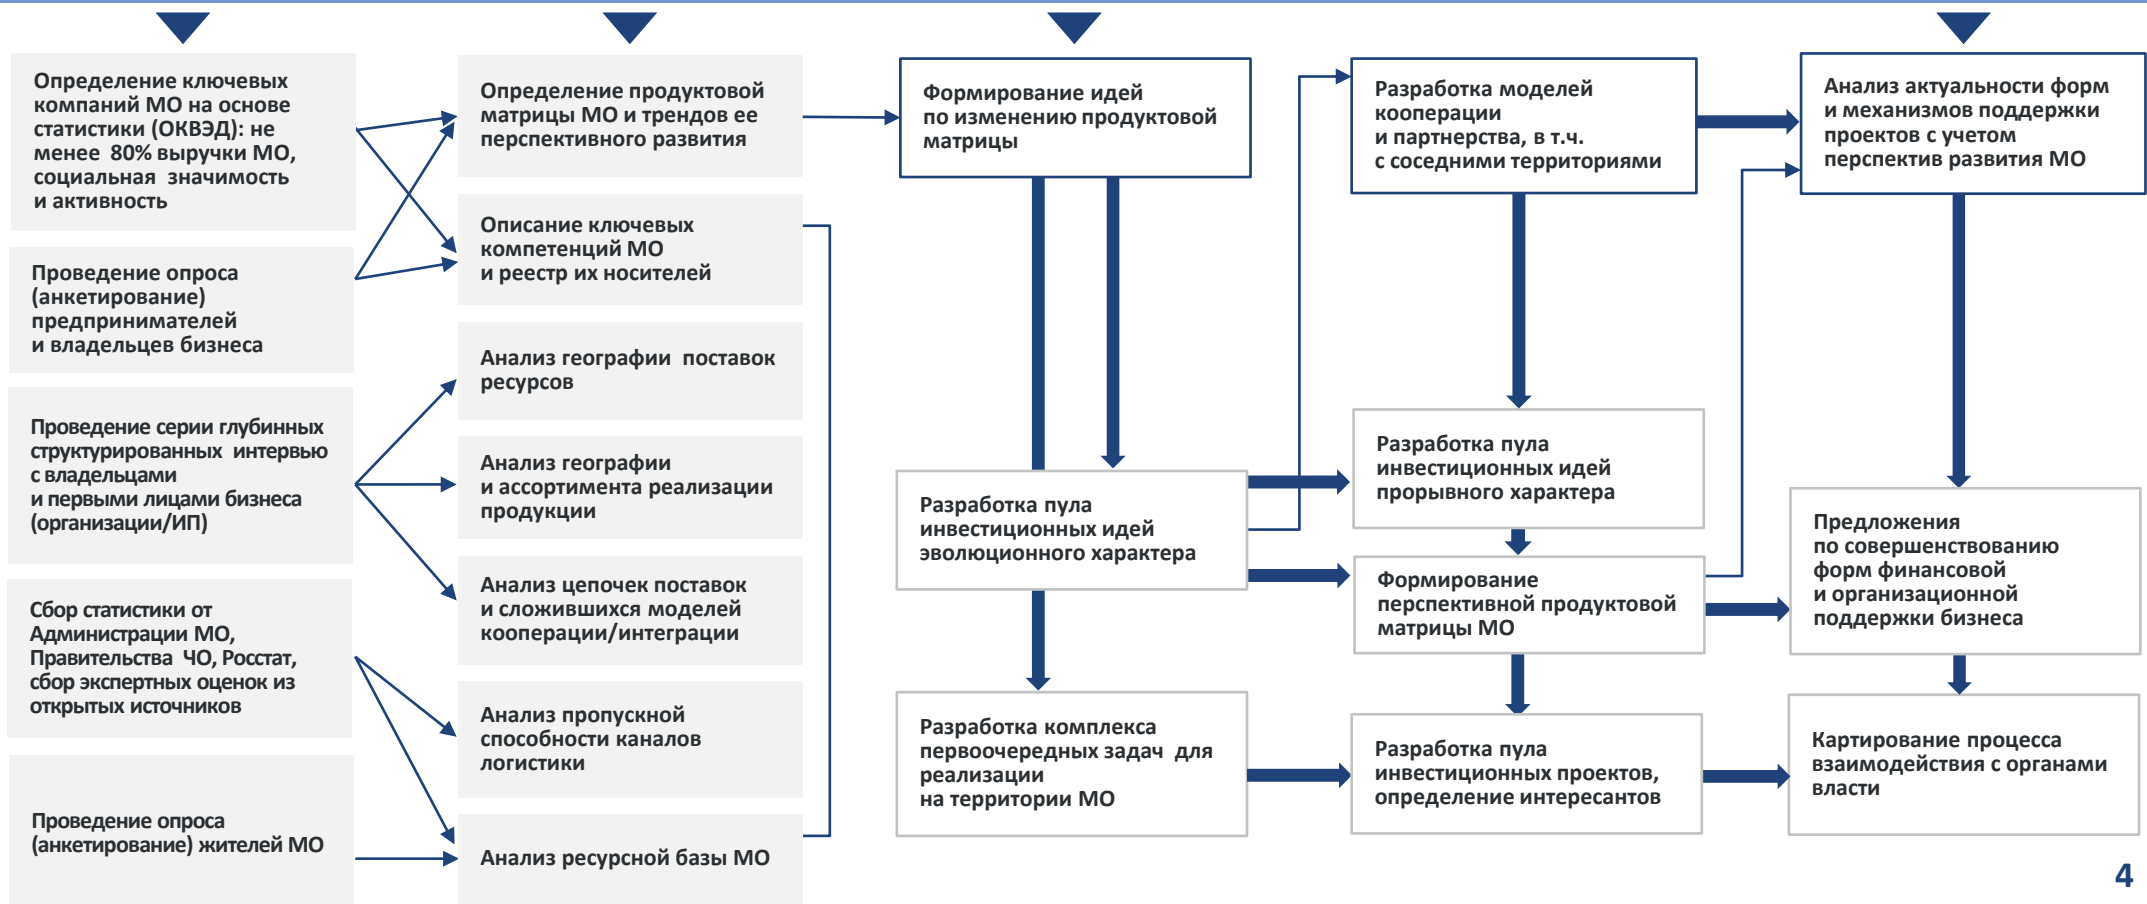 Определение ключевых
компаний МО на основе
статистики (ОКВЭД): не
менее 80% выручки МО,
социальная значимость
и активность
Проведение опроса
(анкетирование)
предпринимателей
и владельцев бизнеса
Проведение серии глубинных
структурированных интервью
с владельцами
и первыми лицами бизнеса
(организации/ИП)
Сбор статистики от
Администрации МО,
Правительства ЧО, Росстат,
сбор экспертных оценок из
открытых источников
Проведение опроса
(анкетирование) жителей МО
Определение продуктовой
матрицы МО и трендов ее
перспективного развития
Описание ключевых
компетенций МО
и реестр их носителей
Анализ географии поставок
ресурсов
Анализ географии
и ассортимента реализации
продукции
Анализ цепочек поставок
и сложившихся моделей
кооперации/интеграции
Анализ пропускной
способности каналов
логистики
Анализ ресурсной базы МО
Формирование идей
по изменению продуктовой
матрицы
Разработка пула
инвестиционных идей
эволюционного характера
Разработка комплекса
первоочередных задач для
реализации
на территории МО
Разработка моделей
кооперации
и партнерства, в т.ч.
с соседними территориями
Разработка пула
инвестиционных идей
прорывного характера
Формирование
перспективной продуктовой
матрицы МО
Разработка пула
инвестиционных проектов,
определение интересантов
Анализ актуальности форм
и механизмов поддержки
проектов с учетом
перспектив развития МО
Предложения
по совершенствованию
форм финансовой
и организационной
поддержки бизнеса
Картирование процесса
взаимодействия с органами
власти
4